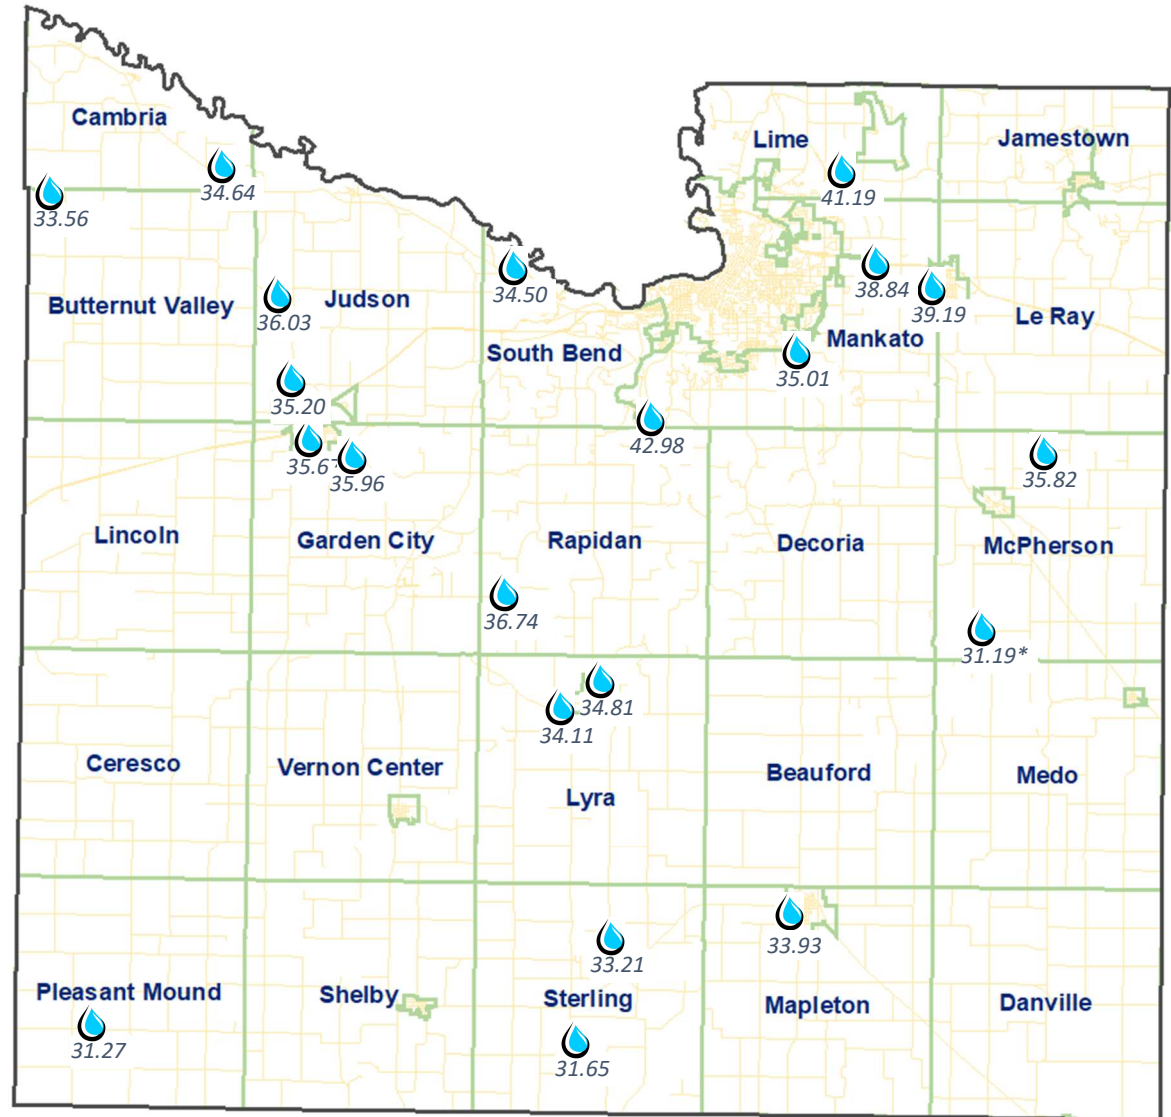 Cambria
Lime
Jamestown
34.64
41.19
33.56
34.50
38.84
39.19
Butternut Valley
Judson
36.03
Le Ray
South Bend
Mankato
35.01
35.20
42.98
35.67
35.96
35.82
Lincoln
Garden City
Rapidan
Decoria
McPherson
36.74
31.19*
34.81
34.11
Ceresco
Vernon Center
Lyra
Beauford
Medo
33.93
33.21
Pleasant Mound
Shelby
Sterling
Mapleton
Danville
31.27
31.65